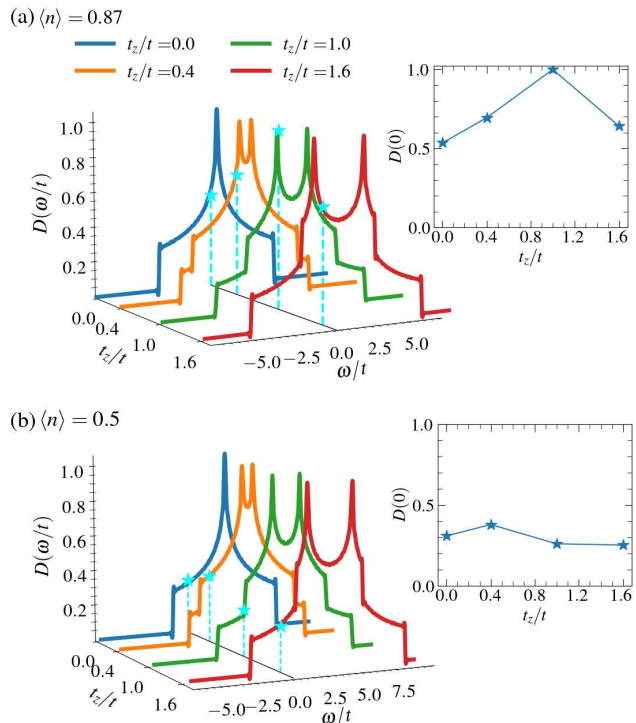 (a) ⟨n⟩ = 0.87
t_z/t = 0.0
t_z/t = 1.0
t_z/t = 0.4
t_z/t = 1.6
D(ω/t)
1.0
0.8
0.6
0.4
0.2
0.0
0.4
1.0
1.6
t_z/t
−5.0
−2.5
0.0
2.5
5.0
ω/t
D(0)
1.0
0.5
0.0
0.0 0.4 0.8 1.2 1.6
t_z/t
(b) ⟨n⟩ = 0.5
D(ω/t)
1.0
0.8
0.6
0.4
0.2
0.0
0.4
1.0
1.6
t_z/t
−5.0
−2.5
0
2.5
5.0
7.5
ω/t
D(0)
1.0
0.5
0.0
0.0 0.4 0.8 1.2 1.6
t_z/t